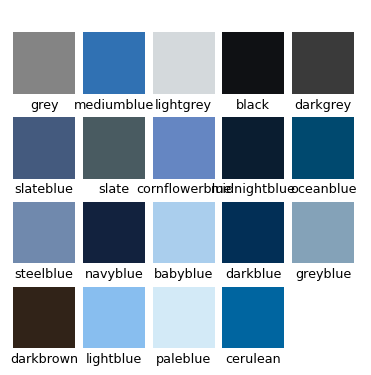 grey mediumblue lightgrey black darkgrey
slateblue slate cornflowerblue midnightblue oceanblue
steelblue navyblue babyblue darkblue greyblue
darkbrown lightblue paleblue cerulean